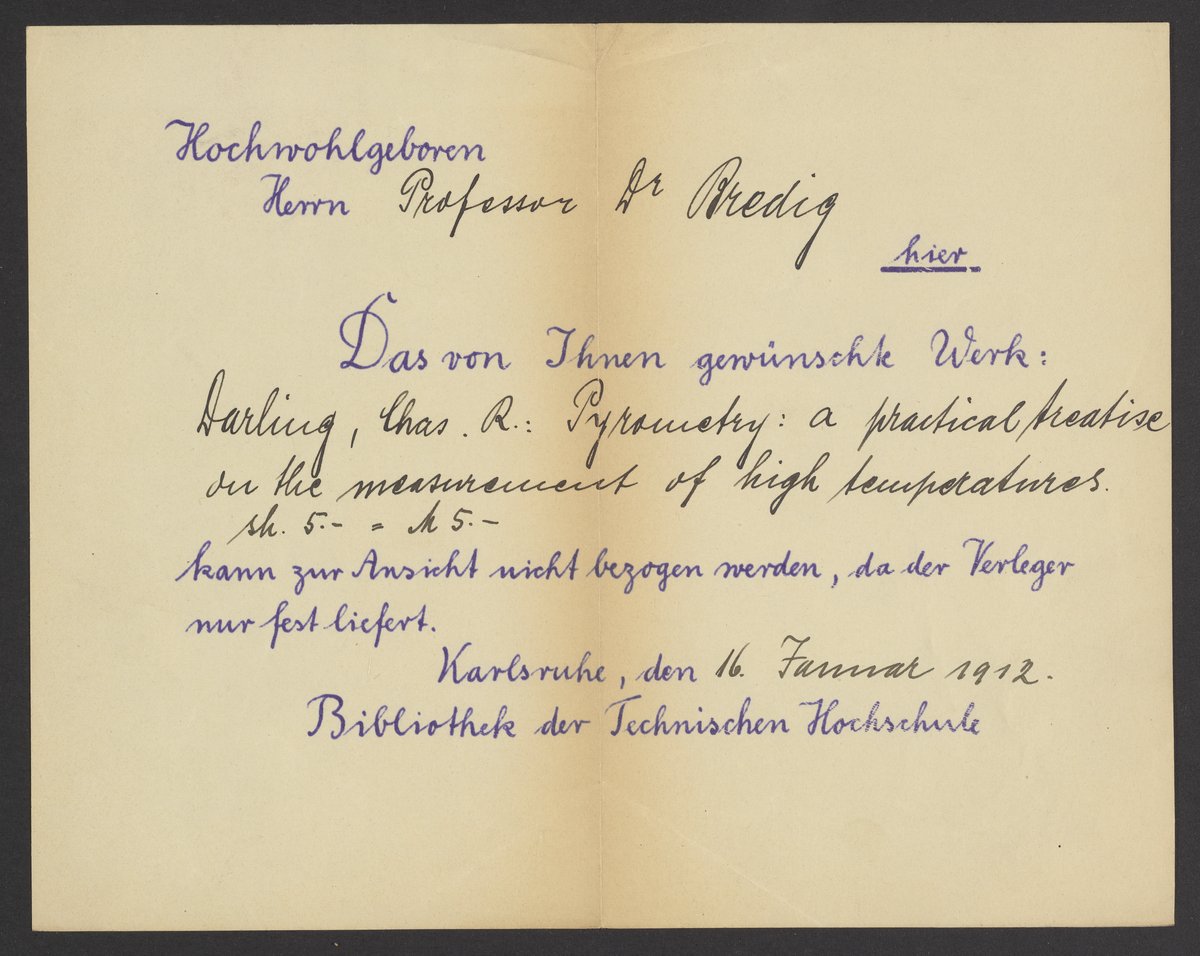 Hochwohlgeboren
Herrn Professor Dr Bredig
hier
Das von Ihnen gewünschte Werk:
Darling, Chas. R.: Pyrometry: a practical treatise
on the measurement of high temperatures.
sh. 5.- = M 5.-
kann zur Ansicht nicht bezogen werden, da der Verleger
nur fest liefert.
Karlsruhe, den 16. Januar 1912.
Bibliothek der Technischen Hochschule